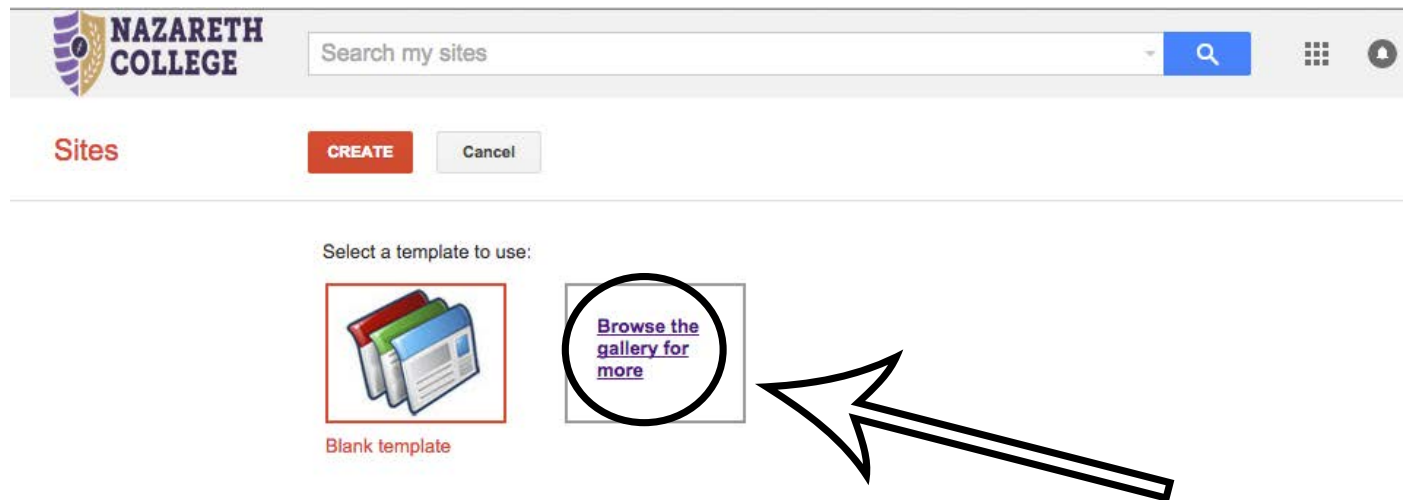 NAZARETH
COLLEGE
Search my sites
Sites
CREATE
Cancel
Select a template to use:
Browse the
gallery for
more
Blank template